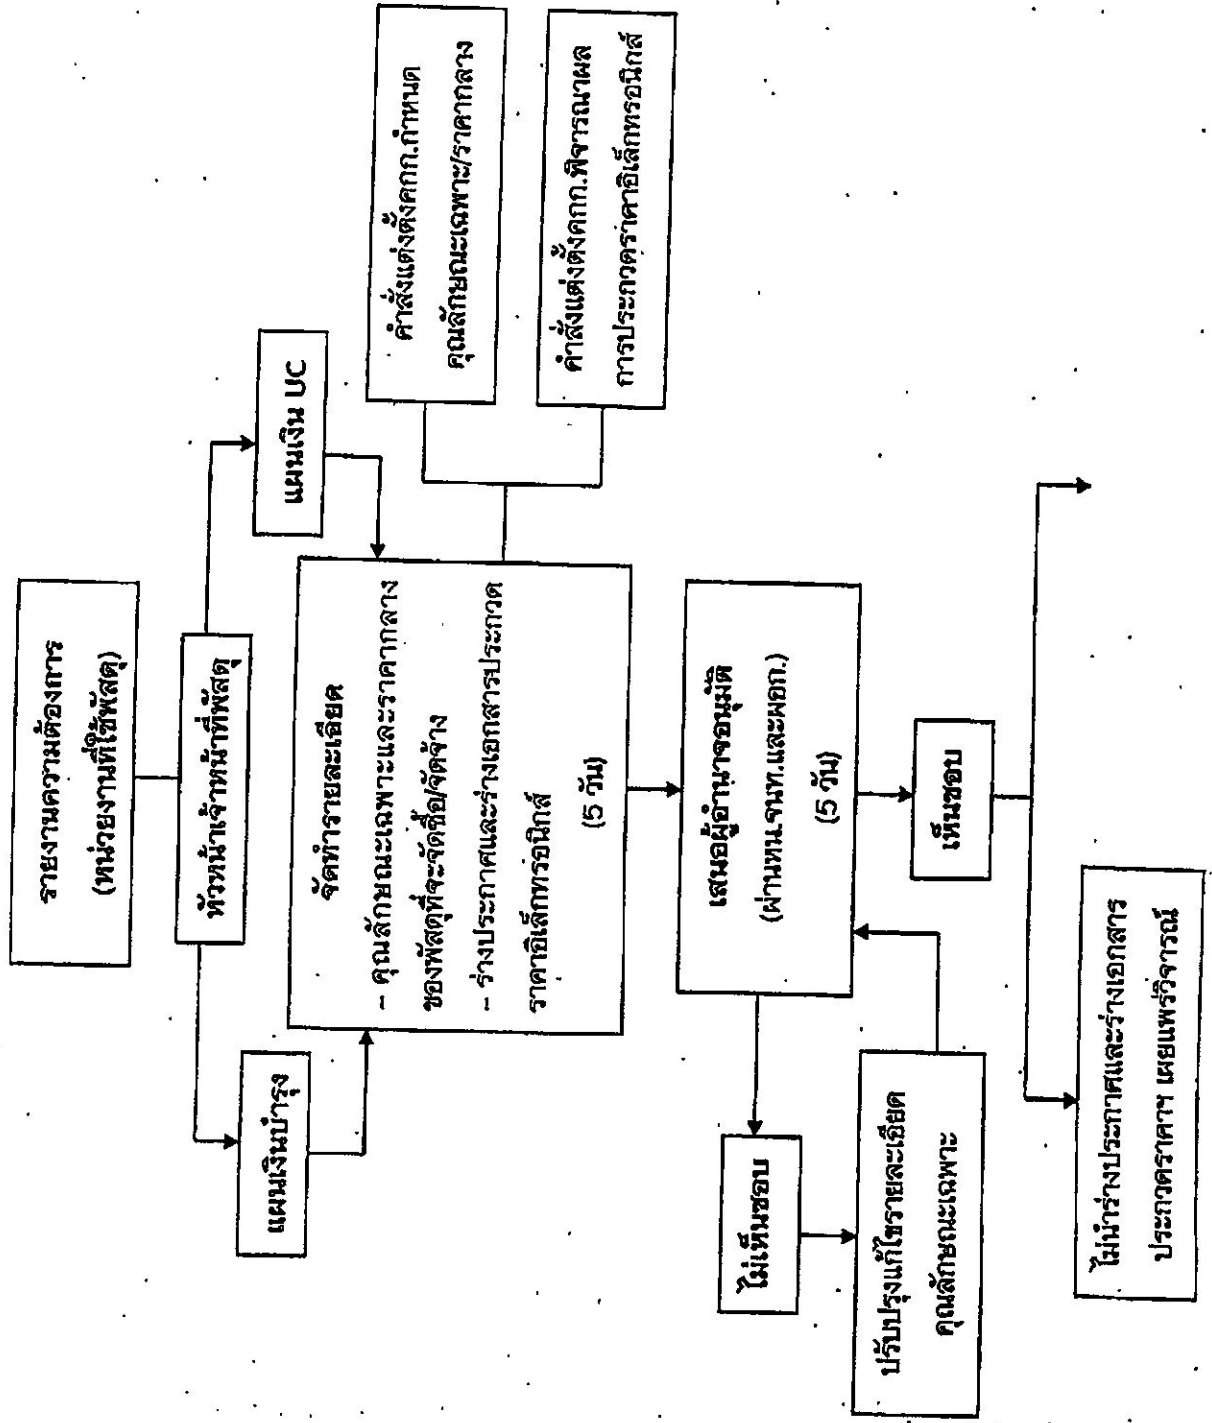 รายงานความต้องการ
(หน่วยงานที่ใช้พัสดุ)
หัวหน้าเจ้าหน้าที่พัสดุ
แผนเงินบำรุง
แผนเงิน UC
จัดทำรายละเอียด
- คุณลักษณะเฉพาะและราคากลาง
ของพัสดุที่จะจัดซื้อ/จัดจ้าง
- ร่างประกาศและร่างเอกสารประกวด
ราคาอิเล็กทรอนิกส์
(5 วัน)
คำสั่งแต่งตั้งคกก.กำหนด
คุณลักษณะเฉพาะ/ราคากลาง
คำสั่งแต่งตั้งคกก.พิจารณาผล
การประกวดราคาอิเล็กทรอนิกส์
เสนอผู้อำนาจอนุมัติ
(ผ่านทน.จนท.และผอก.)
(5 วัน)
ไม่เห็นชอบ
เห็นชอบ
ปรับปรุงแก้ไขรายละเอียด
คุณลักษณะเฉพาะ
ไม่นำร่างประกาศและร่างเอกสาร
ประกวดราคาฯ เผยแพร่วิจารณ์